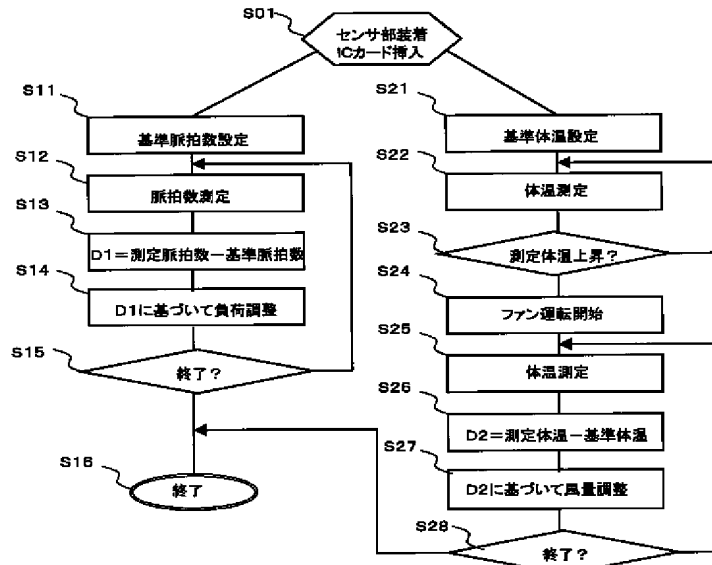 S01
センサ部装着
ICカード挿入
S11
基準脈拍数設定
S12
脈拍数測定
S13
D1=測定脈拍数−基準脈拍数
S14
D1に基づいて負荷調整
S15
終了?
S16
終了
S21
基準体温設定
S22
体温測定
S23
測定体温上昇?
S24
ファン運転開始
S25
体温測定
S26
D2=測定体温−基準体温
S27
D2に基づいて風量調整
S28
終了?